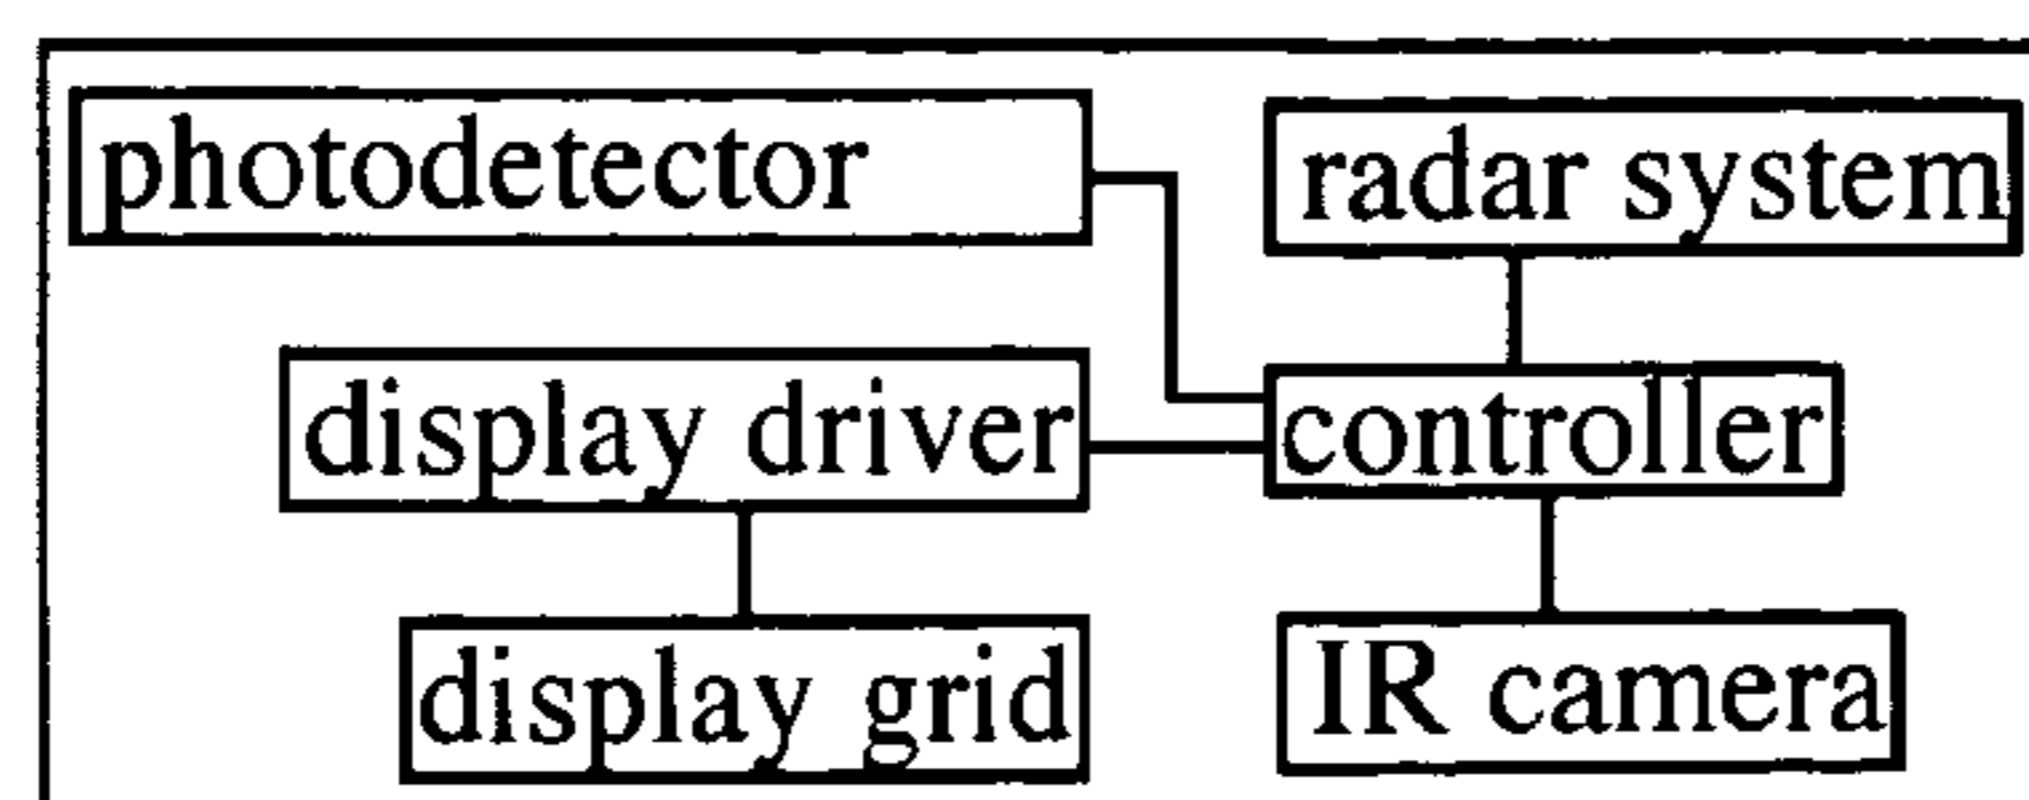 photodetector
radar system
display driver
controller
display grid
IR camera